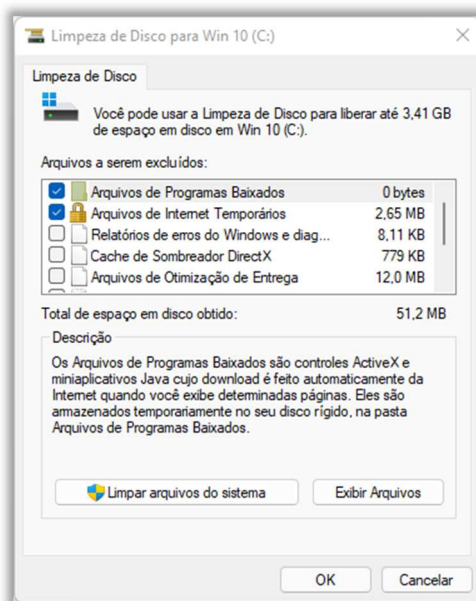 Limpeza de Disco para Win 10 (C:)
Limpeza de Disco
Você pode usar a Limpeza de Disco para liberar até 3,41 GB
de espaço em disco em Win 10 (C:).
Arquivos a serem excluídos:
Arquivos de Programas Baixados 0 bytes
Arquivos de Internet Temporários 2,65 MB
Relatórios de erros do Windows e diag... 8,11 KB
Cache de Sombreador DirectX 779 KB
Arquivos de Otimização de Entrega 12,0 MB
Total de espaço em disco obtido: 51,2 MB
Descrição
Os Arquivos de Programas Baixados são controles ActiveX e
miniaplicativos Java cujo download é feito automaticamente da
Internet quando você exibe determinadas páginas. Eles são
armazenados temporariamente no seu disco rígido, na pasta
Arquivos de Programas Baixados.
Limpar arquivos do sistema Exibir Arquivos
OK Cancelar